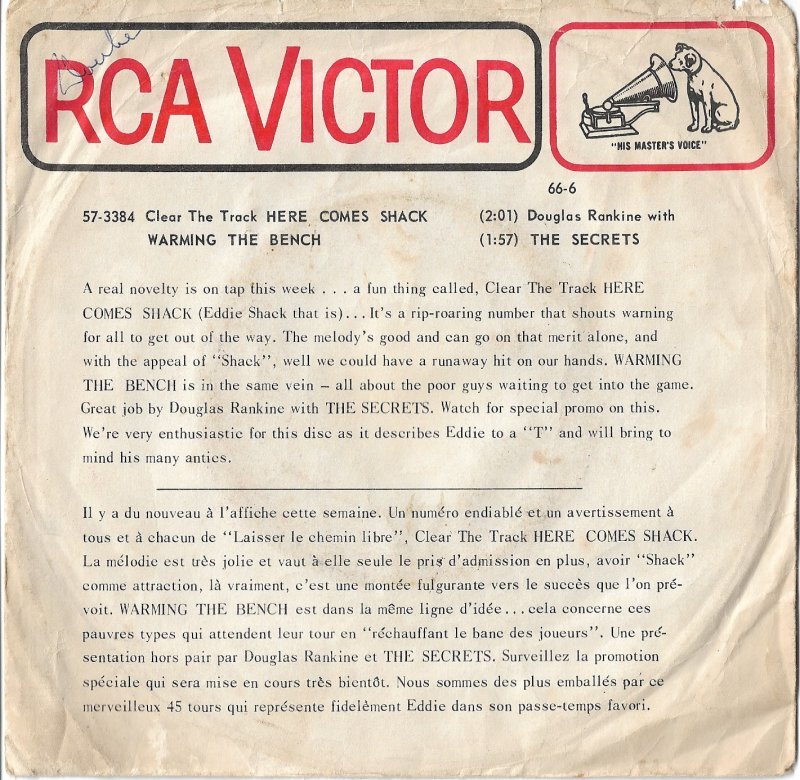 RCA VICTOR
"HIS MASTER'S VOICE"
66-6
57-3384 Clear The Track HERE COMES SHACK (2:01) Douglas Rankine with
WARMING THE BENCH (1:57) THE SECRETS
A real novelty is on tap this week . . . a fun thing called, Clear The Track HERE
COMES SHACK (Eddie Shack that is)... It's a rip-roaring number that shouts warning
for all to get out of the way. The melody's good and can go on that merit alone, and
with the appeal of "Shack", well we could have a runaway hit on our hands. WARMING
THE BENCH is in the same vein – all about the poor guys waiting to get into the game.
Great job by Douglas Rankine with THE SECRETS. Watch for special promo on this.
We're very enthusiastic for this disc as it describes Eddie to a "T" and will bring to
mind his many antics.
Il y a du nouveau à l'affiche cette semaine. Un numéro endiablé et un avertissement à
tous et à chacun de "Laisser le chemin libre", Clear The Track HERE COMES SHACK.
La mélodie est très jolie et vaut à elle seule le pris d'admission en plus, avoir "Shack"
comme attraction, là vraiment, c'est une montée fulgurante vers le succès que l'on pré-
voit. WARMING THE BENCH est dans la même ligne d'idée... cela concerne ces
pauvres types qui attendent leur tour en "réchauffant le banc des joueurs". Une pré-
sentation hors pair par Douglas Rankine et THE SECRETS. Surveillez la promotion
spéciale qui sera mise en cours très bientôt. Nous sommes des plus emballés par ce
merveilleux 45 tours qui représente fidelèment Eddie dans son passe-temps favori.